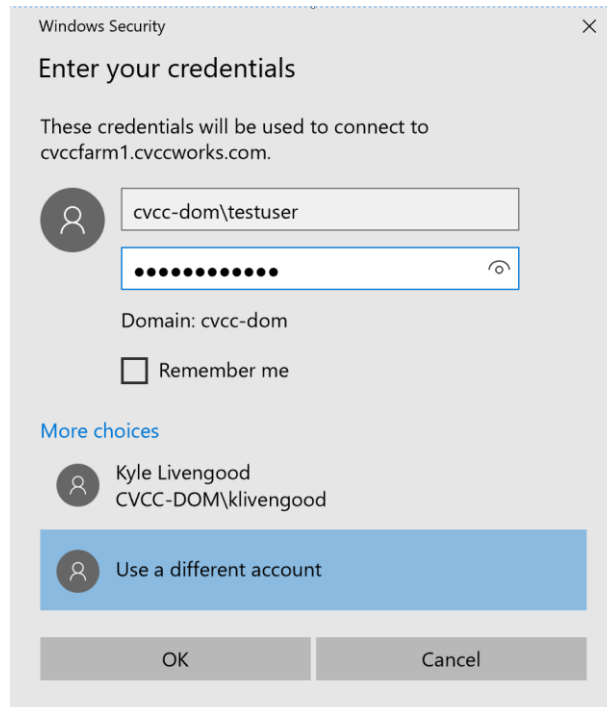 Windows Security
Enter your credentials
These credentials will be used to connect to
cvccfarm1.cvccworks.com.
cvcc-dom\testuser
●●●●●●●●●●●●
Domain: cvcc-dom
Remember me
More choices
Kyle Livengood
CVCC-DOM\klivengood
Use a different account
OK
Cancel